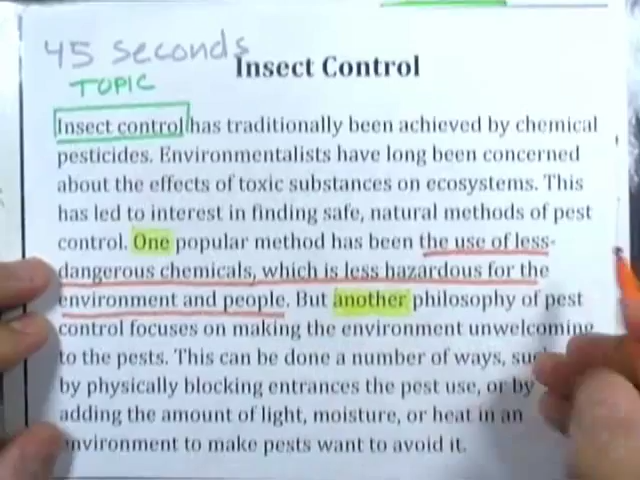 45 seconds
Insect Control
TOPIC
Insect control has traditionally been achieved by chemical
pesticides. Environmentalists have long been concerned
about the effects of toxic substances on ecosystems. This
has led to interest in finding safe, natural methods of pest
control. One popular method has been the use of less-
dangerous chemicals, which is less hazardous for the
environment and people. But another philosophy of pest
control focuses on making the environment unwelcoming
to the pests. This can be done a number of ways,
by physically blocking entrances the pest use, or by
adding the amount of light, moisture, or heat in an
environment to make pests want to avoid it.